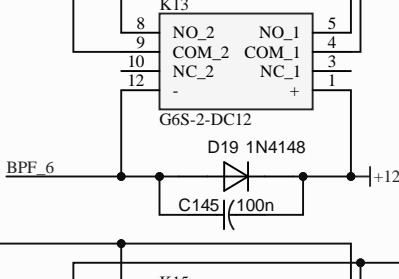 K13
8 NO_2 NO_1 5
9 COM_2 COM_1 4
10 NC_2 NC_1 3
12 - + 1
G6S-2-DC12
D19 1N4148
BPF_6
+12
C145 100n
K15